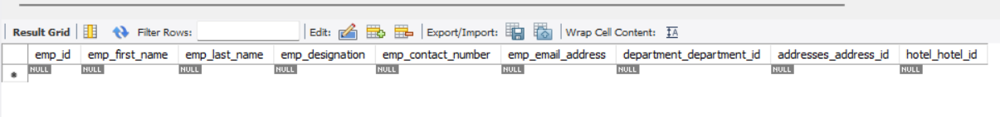 Result Grid Filter Rows: Edit: Export/Import: Wrap Cell Content: IA
emp_id emp_first_name emp_last_name emp_designation emp_contact_number emp_email_address department_department_id addresses_address_id hotel_hotel_id
NULL NULL NULL NULL NULL NULL NULL NULL NULL